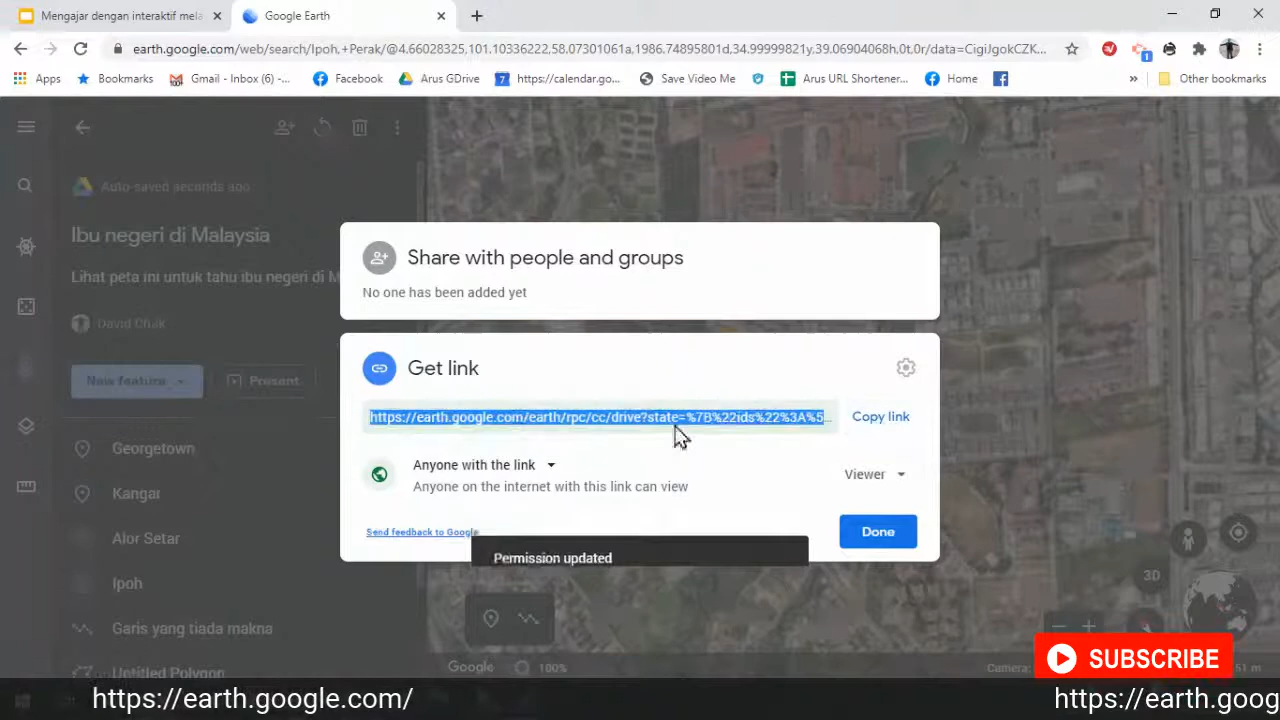 Mengajar dengan interaktif mela
Google Earth
earth.google.com/web/search/Ipoh,+Perak/@4.66028325,101.10336222,58.07301061a,1986.74895801d,34.99999821y,39.06904068h,0t,0r/data=CigiJgokCZK...
Apps
Bookmarks
Gmail - Inbox (6) -...
Facebook
Arus GDrive
https://calendar.go...
Save Video Me
Arus URL Shortener...
Home
»
Other bookmarks
Auto-saved seconds ago
Ibu negeri di Malaysia
Lihat peta ini untuk tahu ibu negeri di M
David Chuk
New feature
Present
Georgetown
Kangar
Alor Setar
Ipoh
Garis yang tiada makna
Untitled Polygon
Share with people and groups
No one has been added yet
Get link
https://earth.google.com/earth/rpc/cc/drive?state=%7B%22ids%22%3A%5...
Copy link
Anyone with the link
Anyone on the internet with this link can view
Viewer
Send feedback to Google
Done
Permission updated
3D
Google
100%
Camera:
51 m
SUBSCRIBE
https://earth.google.com/
https://earth.goog